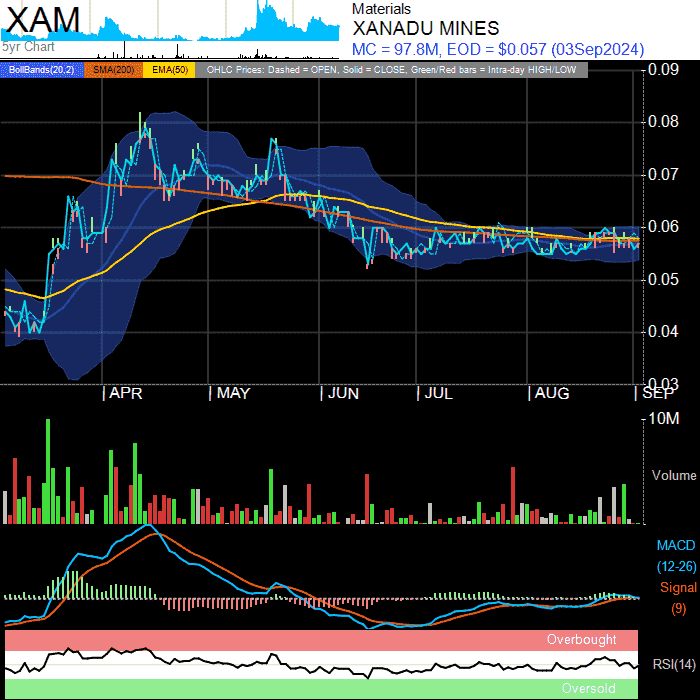 XAM
5yr Chart
Materials
XANADU MINES
MC = 97.8M, EOD = $0.057 (03Sep2024)
BollBands(20,2) SMA(200) EMA(50) OHLC Prices: Dashed = OPEN, Solid = CLOSE, Green/Red bars = Intra-day HIGH/LOW
0.09
0.08
0.07
0.06
0.05
0.04
0.03
APR MAY JUN JUL AUG SEP
10M
Volume
MACD
(12-26)
Signal
(9)
Overbought
RSI(14)
Oversold